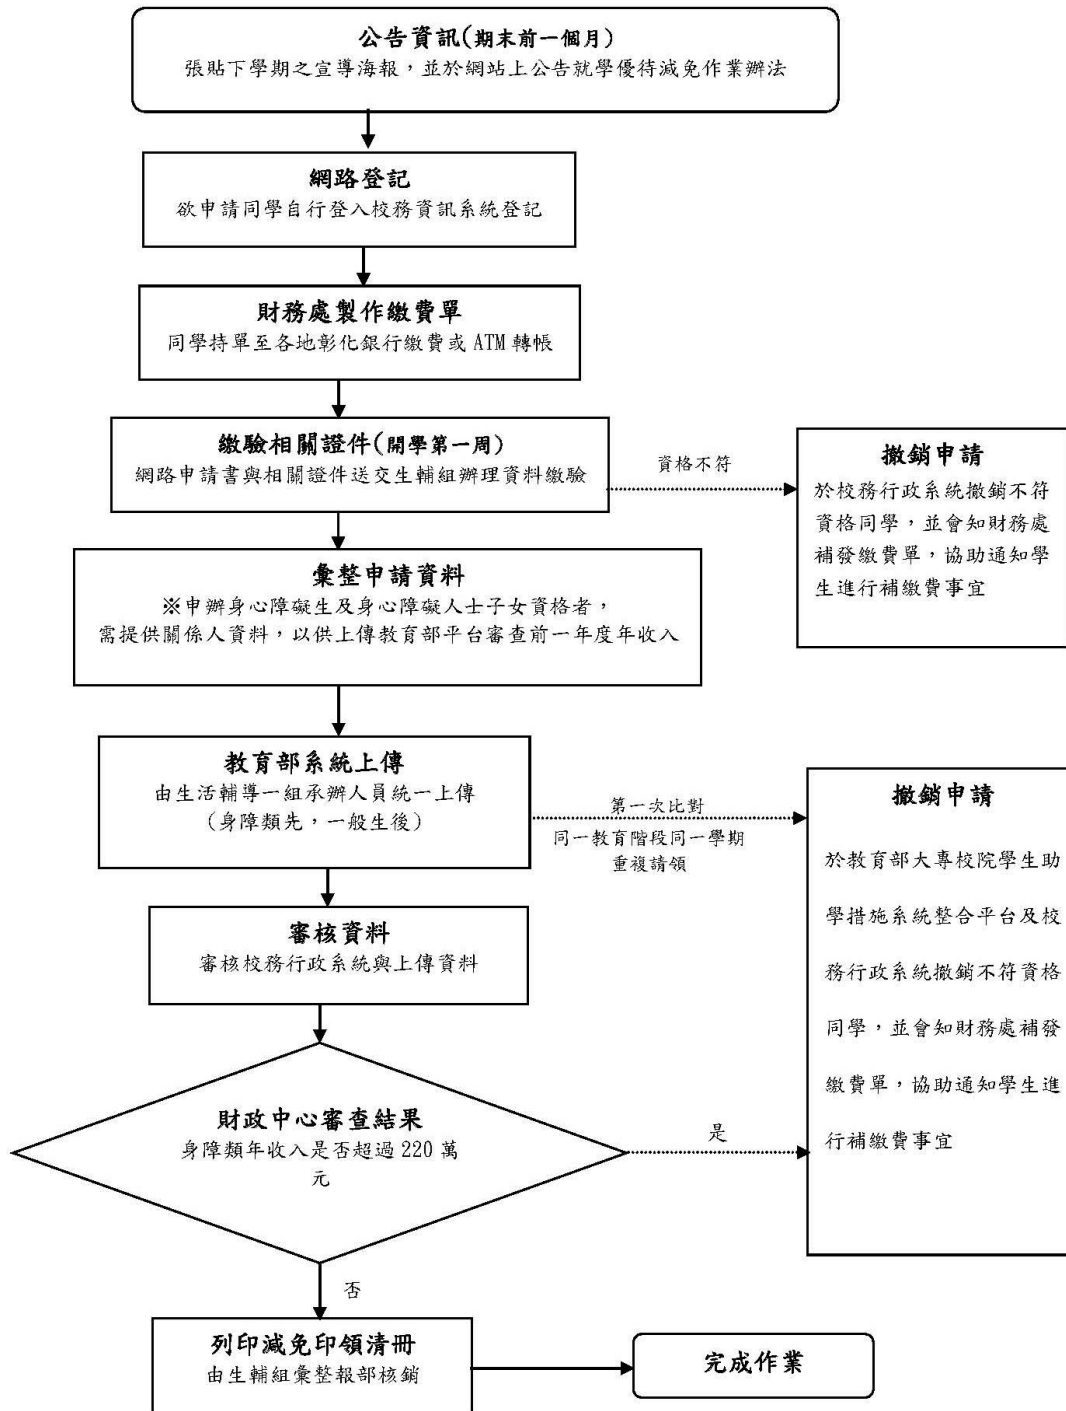 公告資訊(期末前一個月)
張貼下學期之宣導海報，並於網站上公告就學優待減免作業辦法
網路登記
欲申請同學自行登入校務資訊系統登記
財務處製作繳費單
同學持單至各地彰化銀行繳費或 ATM 轉帳
繳驗相關證件(開學第一周)
網路申請書與相關證件送交生輔組辦理資料繳驗
資格不符
撤銷申請
於校務行政系統撤銷不符
資格同學，並會知財務處
補發繳費單，協助通知學
生進行補繳費事宜
彙整申請資料
※申辦身心障礙生及身心障礙人士子女資格者，
需提供關係人資料，以供上傳教育部平台審查前一年度年收入
教育部系統上傳
由生活輔導一組承辦人員統一上傳
(身障類先，一般生後)
第一次比對
同一教育階段同一學期
重複請領
撤銷申請
於教育部大專校院學生助
學措施系統整合平台及校
務行政系統撤銷不符資格
同學，並會知財務處補發
繳費單，協助通知學生進
行補繳費事宜
審核資料
審核校務行政系統與上傳資料
財政中心審查結果
身障類年收入是否超過 220 萬
元
是
否
列印減免印領清冊
由生輔組彙整報部核銷
完成作業